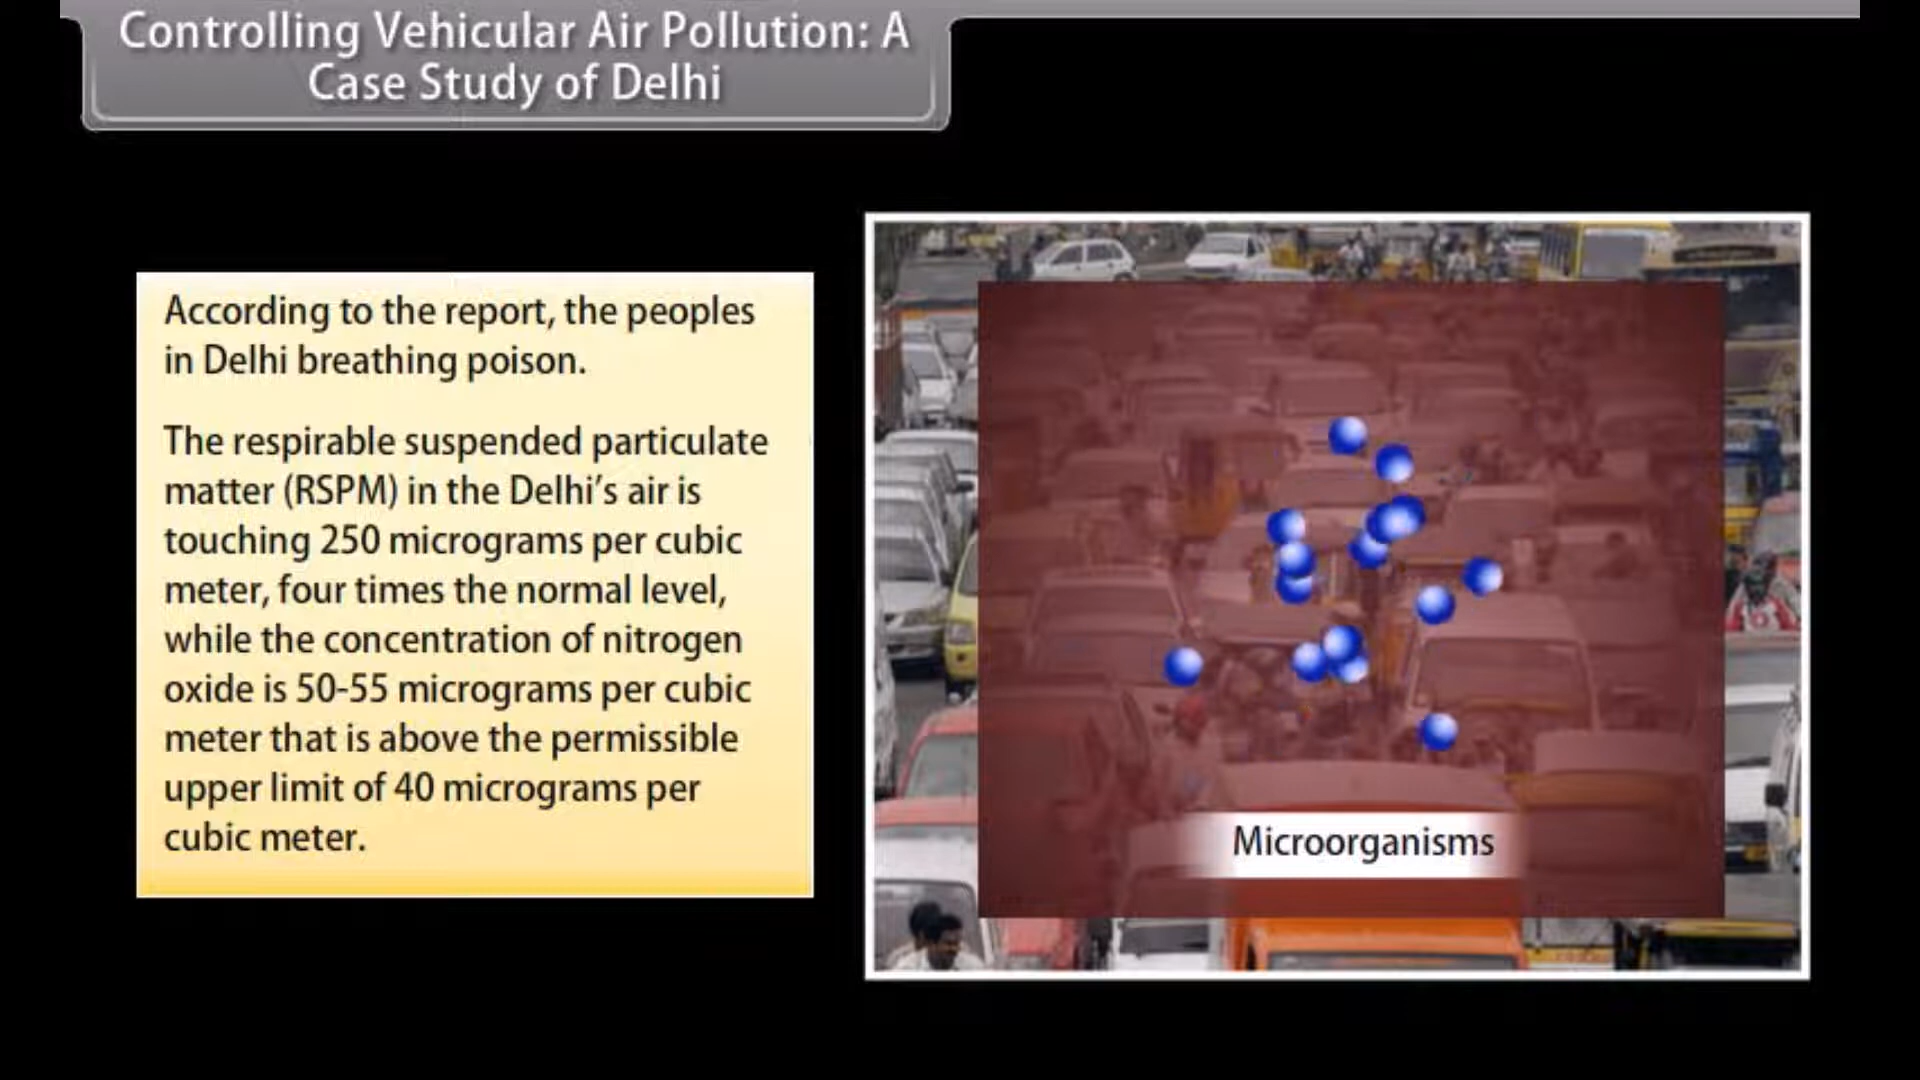 Controlling Vehicular Air Pollution: A
Case Study of Delhi
According to the report, the peoples
in Delhi breathing poison.
The respirable suspended particulate
matter (RSPM) in the Delhi's air is
touching 250 micrograms per cubic
meter, four times the normal level,
while the concentration of nitrogen
oxide is 50-55 micrograms per cubic
meter that is above the permissible
upper limit of 40 micrograms per
cubic meter.
Microorganisms